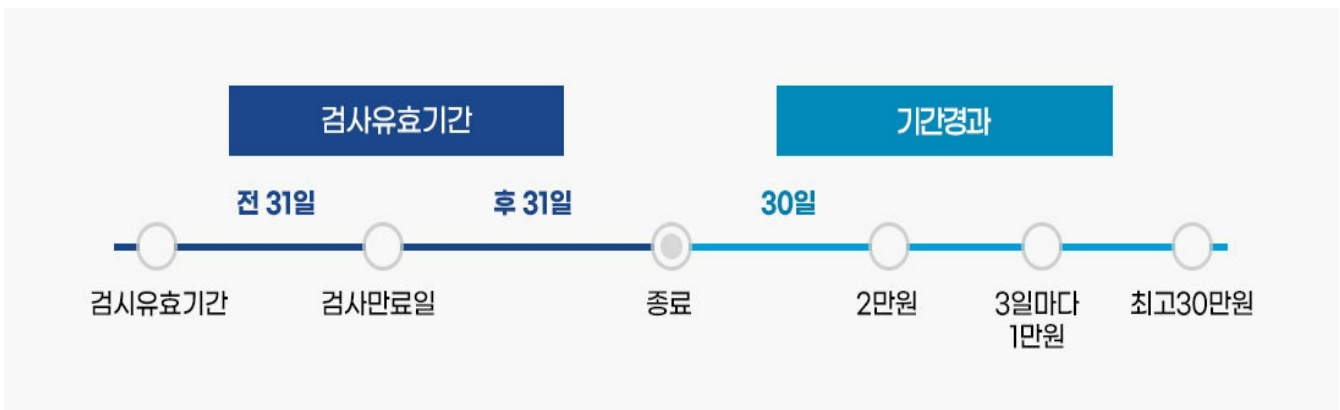 검사유효기간
기간경과
전 31일
후 31일
30일
검시유효기간
검사만료일
종료
2만원
3일마다
1만원
최고30만원